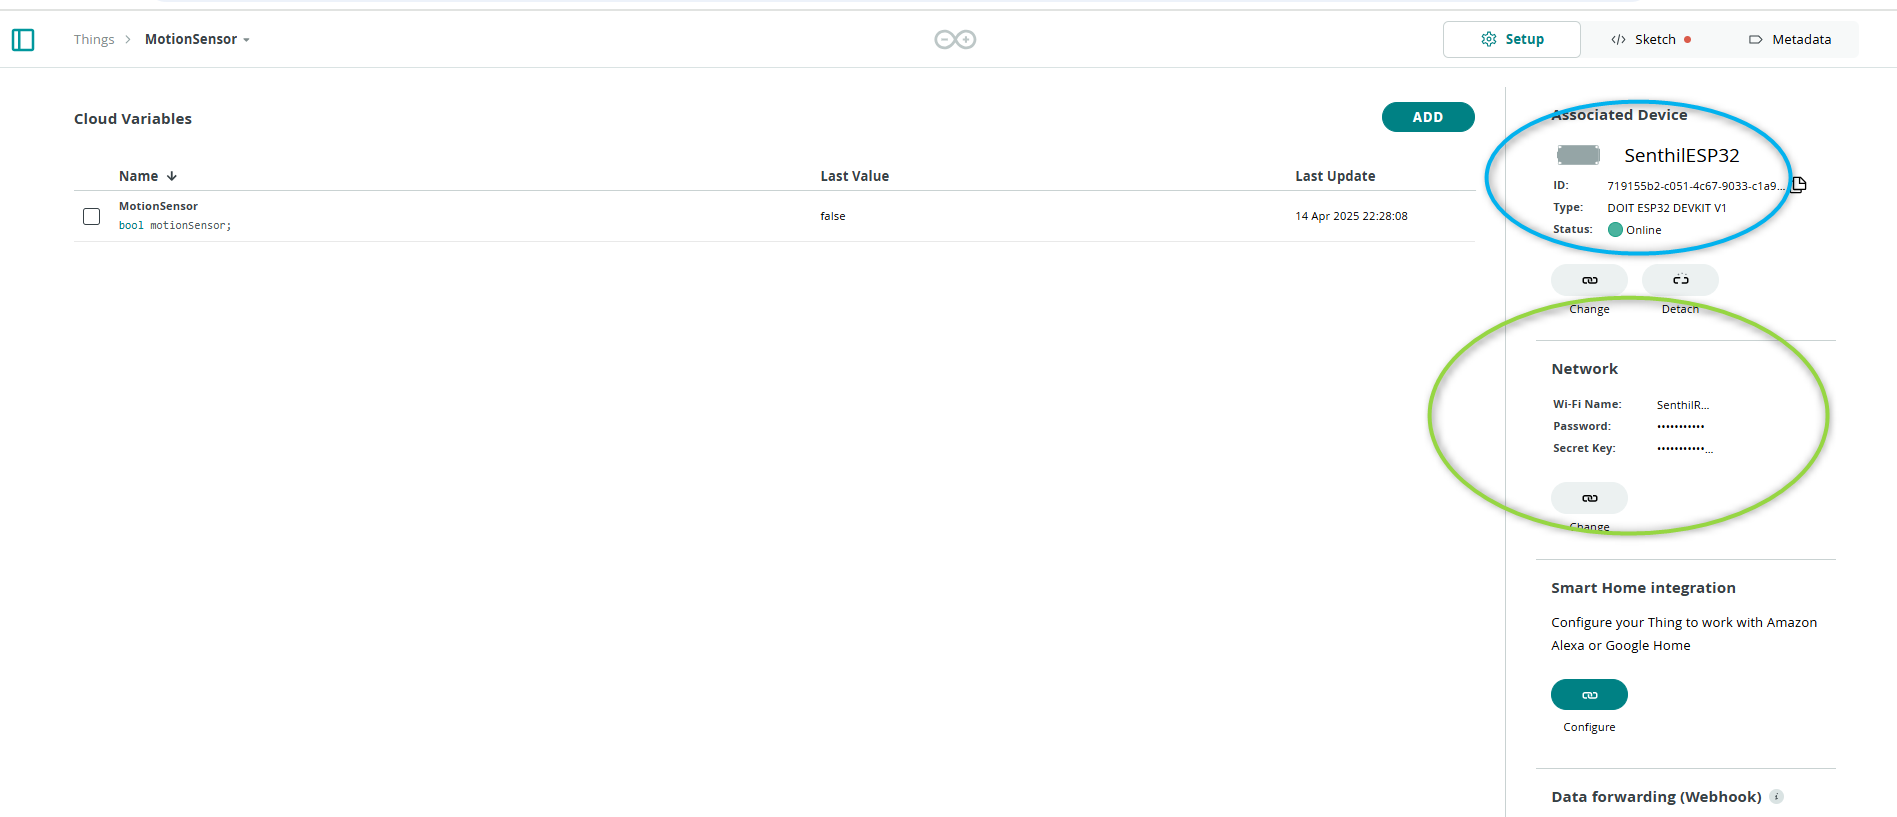 Things > MotionSensor
Setup
</> Sketch
Metadata
Cloud Variables
ADD
Name ↓ Last Value Last Update
MotionSensor
bool motionSensor;
false
14 Apr 2025 22:28:08
Associated Device
SenthilESP32
ID: 719155b2-c051-4c67-9033-c1a9...
Type: DOIT ESP32 DEVKIT V1
Status: Online
Change Detach
Network
Wi-Fi Name: SenthilR...
Password: •••••••••••
Secret Key: •••••••••••...
Change
Smart Home integration
Configure your Thing to work with Amazon
Alexa or Google Home
Configure
Data forwarding (Webhook) i